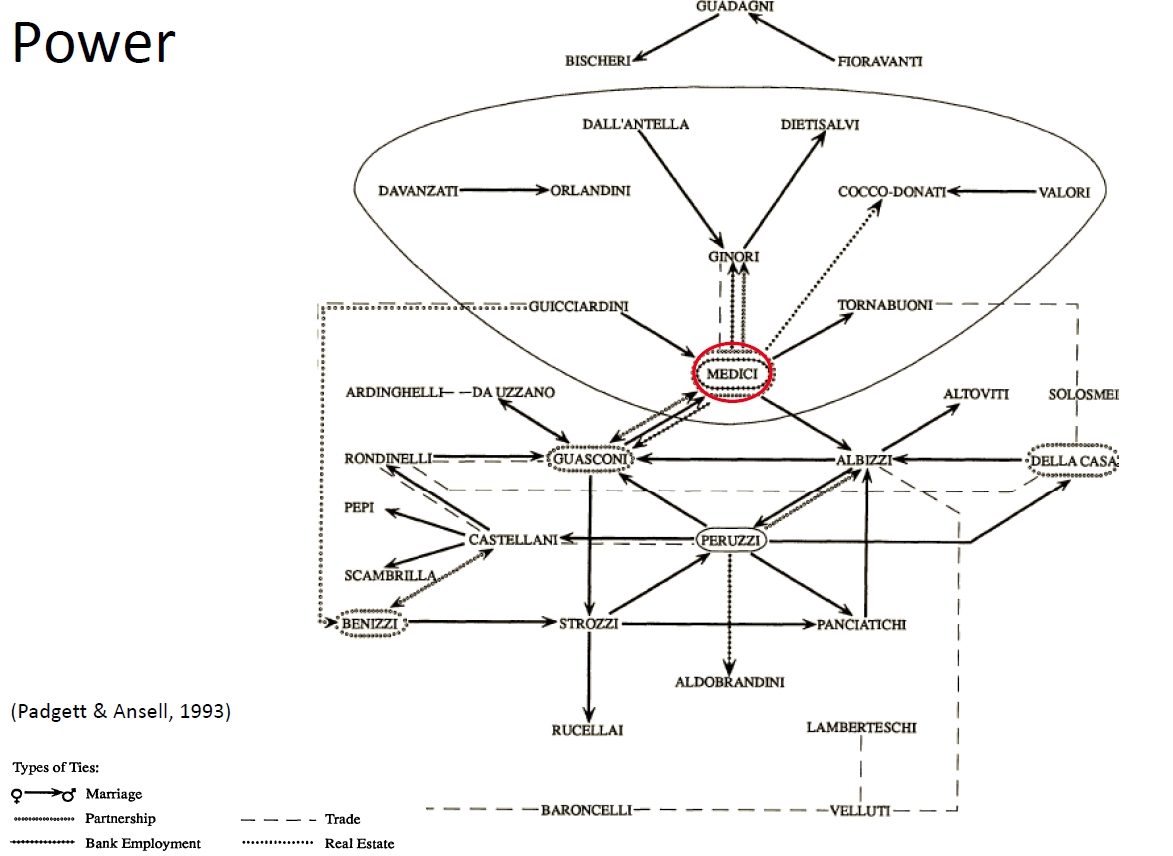 Power
GUADAGNI
BISCHERI
FIORAVANTI
DALL'ANTELLA
DIETISALVI
DAVANZATI
ORLANDINI
COCCO-DONATI
VALORI
GINORI
GUICCIARDINI
TORNABUONI
MEDICI
ARDINGHELLI
DA UZZANO
ALTOVITI
SOLOSMEI
RONDINELLI
GUASCONI
ALBIZZI
DELLA CASA
PEPI
CASTELLANI
PERUZZI
SCAMBRILLA
BENIZZI
STROZZI
PANCIATICHI
ALDOBRANDINI
(Padgett & Ansell, 1993)
RUCELLAI
LAMBERTESCHI
Types of Ties:
Marriage
BARONCELLI
VELLUTI
Partnership
Trade
Bank Employment
Real Estate